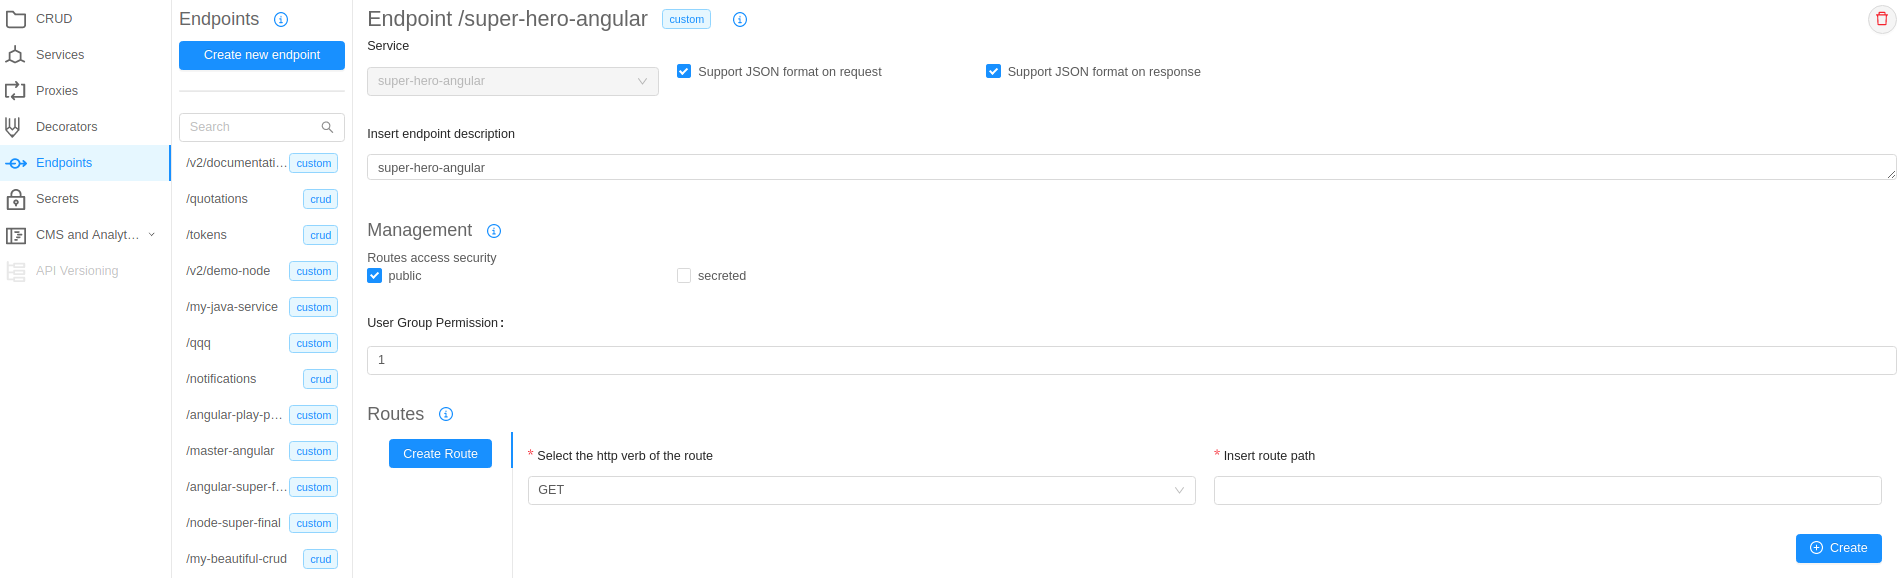 CRUD
Services
Proxies
Decorators
Endpoints
Secrets
CMS and Analyt...
API Versioning
Endpoints
Create new endpoint
Search
/v2/documentati... custom
/quotations crud
/tokens crud
/v2/demo-node custom
/my-java-service custom
/qqq custom
/notifications crud
/angular-play-p... custom
/master-angular custom
/angular-super-f... custom
/node-super-final custom
/my-beautiful-crud crud
Endpoint /super-hero-angular custom
Service
super-hero-angular
Support JSON format on request
Support JSON format on response
Insert endpoint description
super-hero-angular
Management
Routes access security
public
secreted
User Group Permission:
1
Routes
Create Route
* Select the http verb of the route
GET
* Insert route path
Create